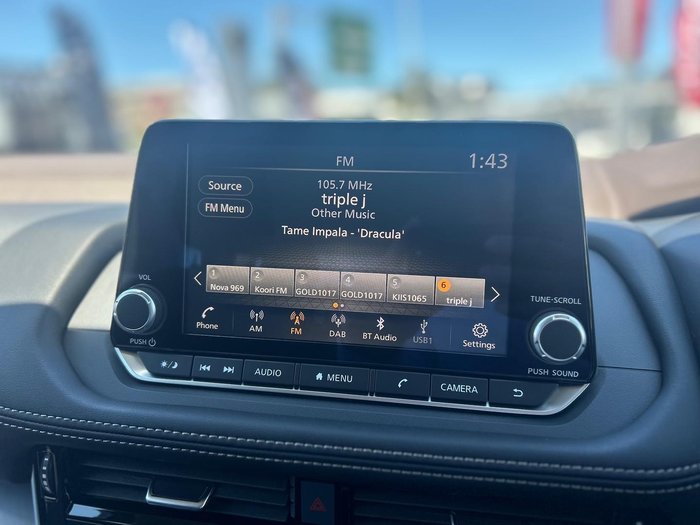 FM
1:43
Source
105.7 MHz
triple j
FM Menu
Other Music
Tame Impala - 'Dracula'
1 Nova 969
2 Koori FM
3 GOLD1017
4 GOLD1017
5 KIIS1065
6 triple j
VOL
PUSH
TUNE-SCROLL
PUSH SOUND
Phone
AM
FM
DAB
BT Audio
USB1
Settings
AUDIO
MENU
CAMERA